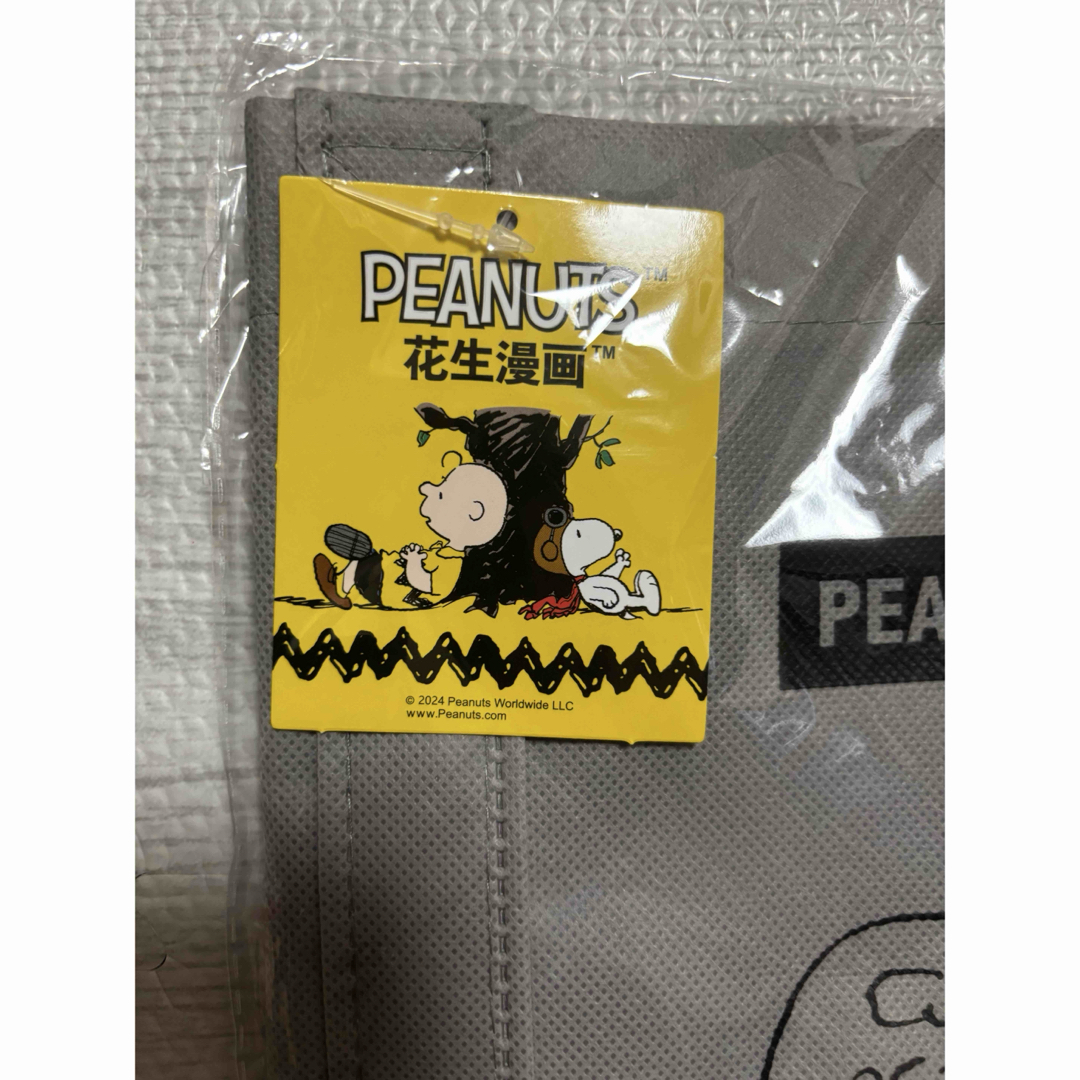 PEANUTS™
花生漫画™
© 2024 Peanuts Worldwide LLC
www.Peanuts.com
PEA